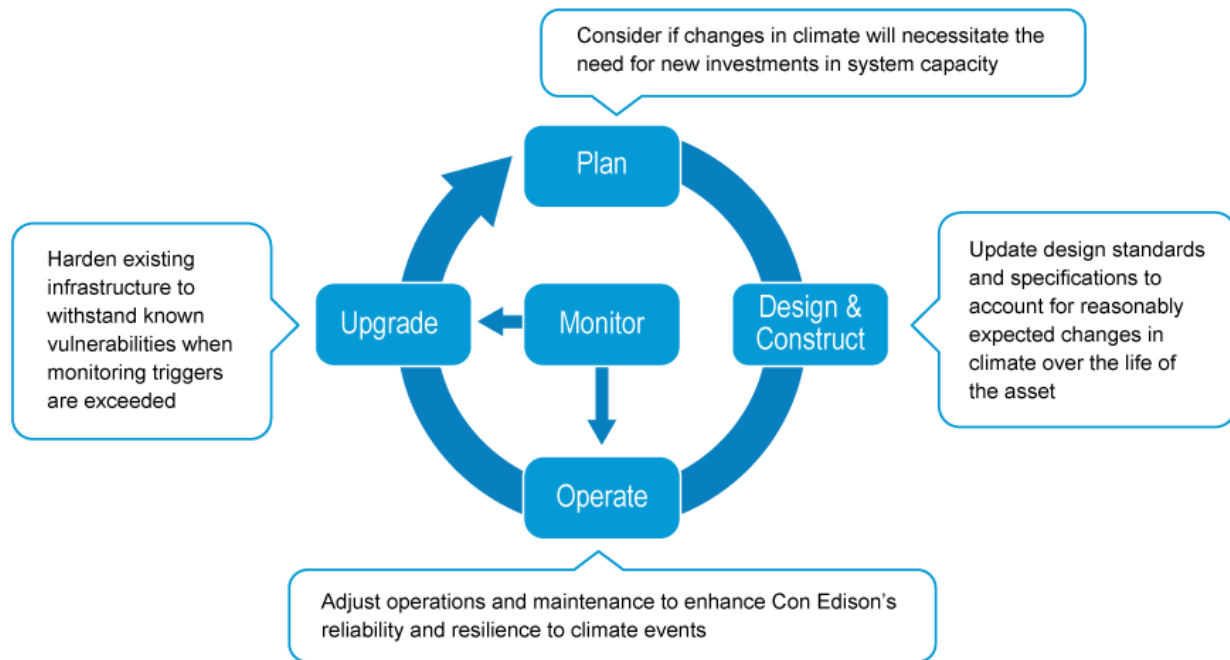 Consider if changes in climate will necessitate the
need for new investments in system capacity
Plan
Harden existing
infrastructure to
withstand known
vulnerabilities when
monitoring triggers
are exceeded
Upgrade
Monitor
Design &
Construct
Update design standards
and specifications to
account for reasonably
expected changes in
climate over the life of
the asset
Operate
Adjust operations and maintenance to enhance Con Edison’s
reliability and resilience to climate events